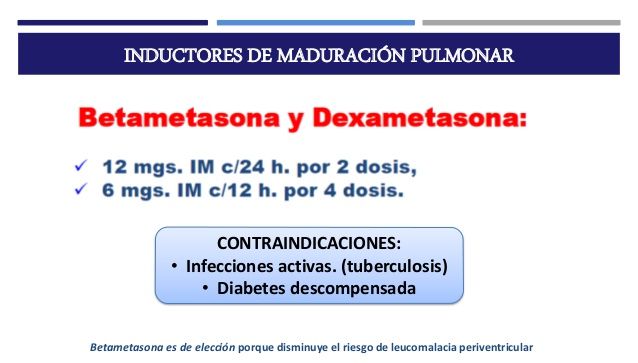 INDUCTORES DE MADURACIÓN PULMONAR
Betametasona y Dexametasona:
✓ 12 mgs. IM c/24 h. por 2 dosis,
✓ 6 mgs. IM c/12 h. por 4 dosis.
CONTRAINDICACIONES:
• Infecciones activas. (tuberculosis)
• Diabetes descompensada
Betametasona es de elección porque disminuye el riesgo de leucomalacia periventricular